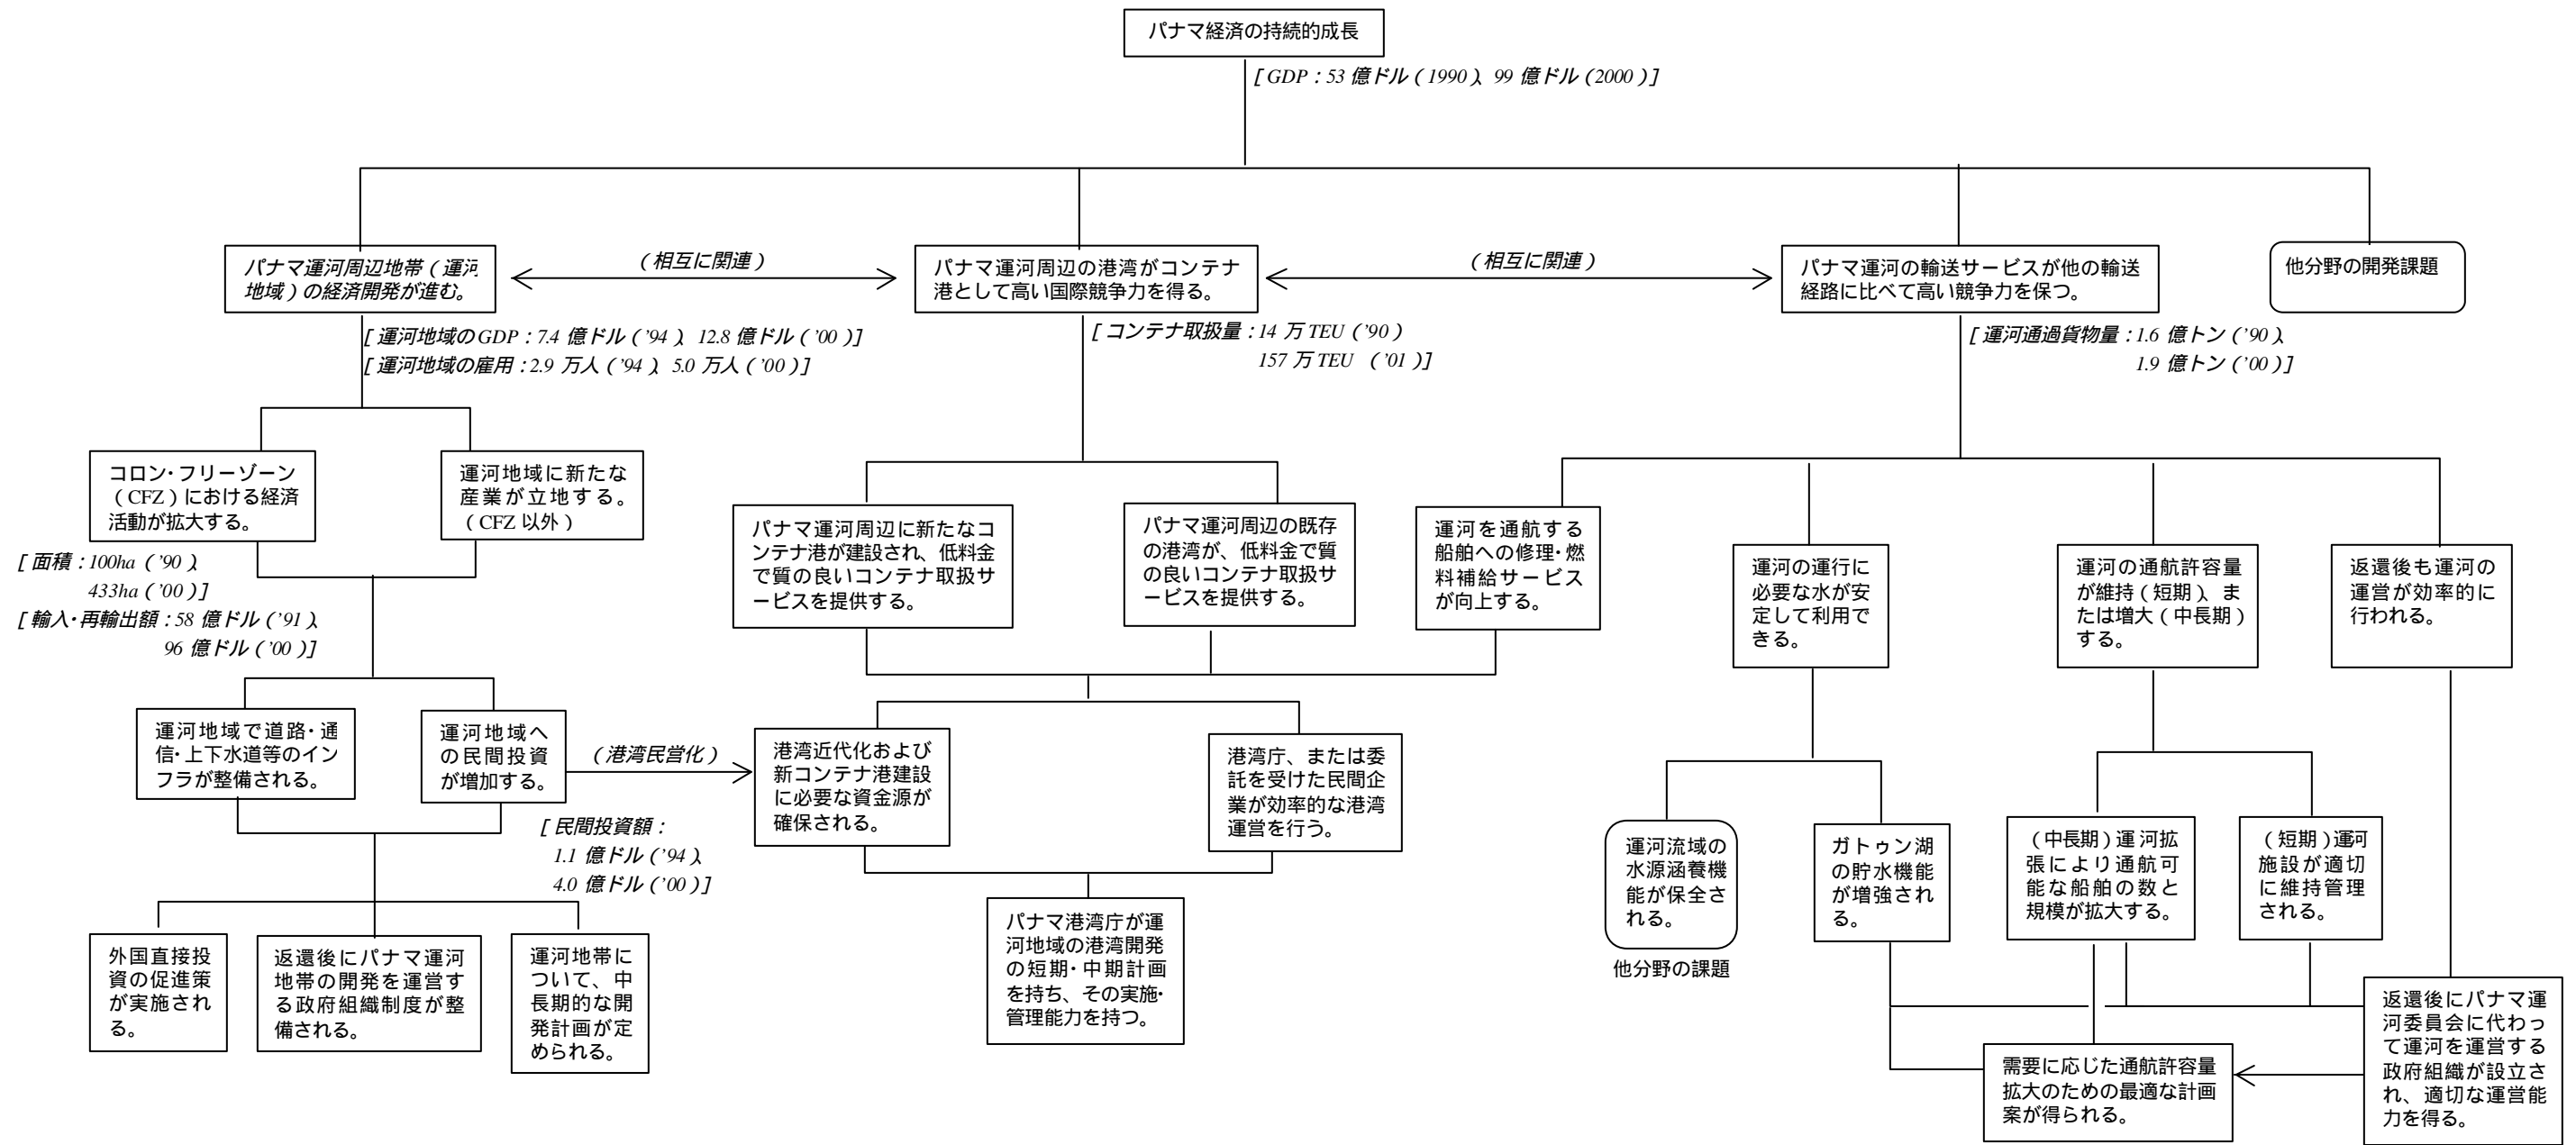 パナマ経済の持続的成長
[ GDP：53 億ドル（1990）、99 億ドル（2000）]
パナマ運河周辺地帯（運河
地域）の経済開発が進む。
（相互に関連）
パナマ運河周辺の港湾がコンテナ
港として高い国際競争力を得る。
（相互に関連）
パナマ運河の輸送サービスが他の輸送
経路に比べて高い競争力を保つ。
他分野の開発課題
[ 運河地域のGDP：7.4 億ドル（’94）、12.8 億ドル（’00）]
[ 運河地域の雇用：2.9 万人（’94）、5.0 万人（’00）]
[ コンテナ取扱量：14 万TEU（’90）
157 万TEU （’01）]
[ 運河通過貨物量：1.6 億トン（’90）、
1.9 億トン（’00）]
コロン・フリーゾーン
（CFZ）における経済
活動が拡大する。
運河地域に新たな
産業が立地する。
（CFZ 以外）
[ 面積：100ha（’90）、
433ha（’00）]
[ 輸入・再輸出額：58 億ドル（’91）、
96 億ドル（’00）]
パナマ運河周辺に新たなコ
ンテナ港が建設され、低料金
で質の良いコンテナ取扱サ
ービスを提供する。
パナマ運河周辺の既存
の港湾が、低料金で質
の良いコンテナ取扱サ
ービスを提供する。
運河を通航する
船舶への修理・燃
料補給サービス
が向上する。
運河の運行に
必要な水が安
定して利用で
きる。
運河の通航許容量
が維持（短期）、ま
たは増大（中長期）
する。
返還後も運河の
運営が効率的に
行われる。
運河地域で道路・通
信・上下水道等のイン
フラが整備される。
運河地域へ
の民間投資
が増加する。
（港湾民営化）
港湾近代化および
新コンテナ港建設
に必要な資金源が
確保される。
港湾庁、または委
託を受けた民間企
業が効率的な港湾
運営を行う。
[ 民間投資額：
1.1 億ドル（’94）、
4.0 億ドル（’00）]
運河流域の
水源涵養機
能が保全さ
れる。
他分野の課題
ガトゥン湖
の貯水機能
が増強され
る。
（中長期）運河拡
張により通航可
能な船舶の数と
規模が拡大する。
（短期）運河
施設が適切
に維持管理
される。
外国直接投
資の促進策
が実施され
る。
返還後にパナマ運河
地帯の開発を運営す
る政府組織制度が整
備される。
運河地帯に
ついて、中
長期的な開
発計画が定
められる。
パナマ港湾庁が運
河地域の港湾開発
の短期・中期計画
を持ち、その実施・
管理能力を持つ。
需要に応じた通航許容量
拡大のための最適な計画
案が得られる。
返還後にパナマ運
河委員会に代わっ
て運河を運営する
政府組織が設立さ
れ、適切な運営能
力を得る。